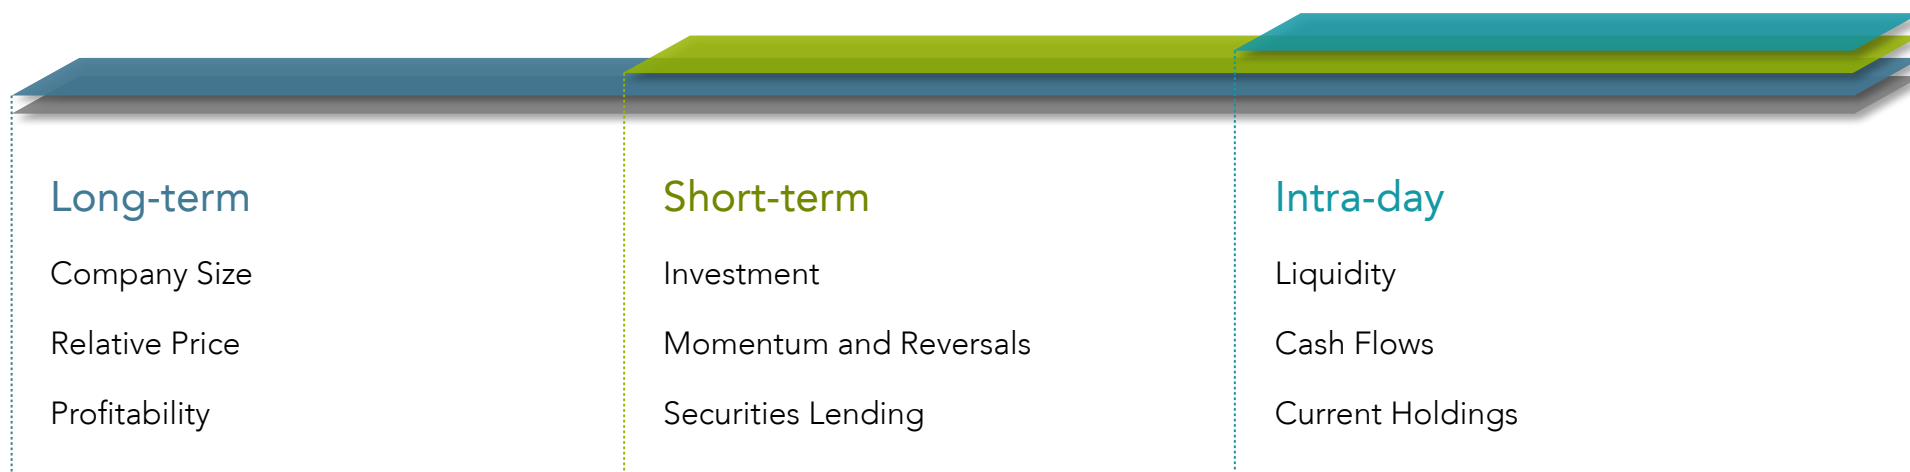 Long-term
Company Size
Relative Price
Profitability
Short-term
Investment
Momentum and Reversals
Securities Lending
Intra-day
Liquidity
Cash Flows
Current Holdings